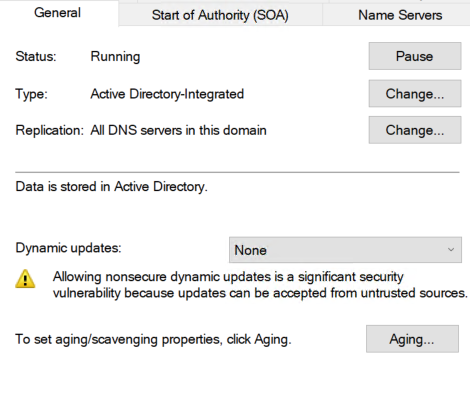 General Start of Authority (SOA) Name Servers
Status: Running Pause
Type: Active Directory-Integrated Change...
Replication: All DNS servers in this domain Change...
Data is stored in Active Directory.
Dynamic updates: None
Allowing nonsecure dynamic updates is a significant security
vulnerability because updates can be accepted from untrusted sources.
To set aging/scavenging properties, click Aging. Aging...